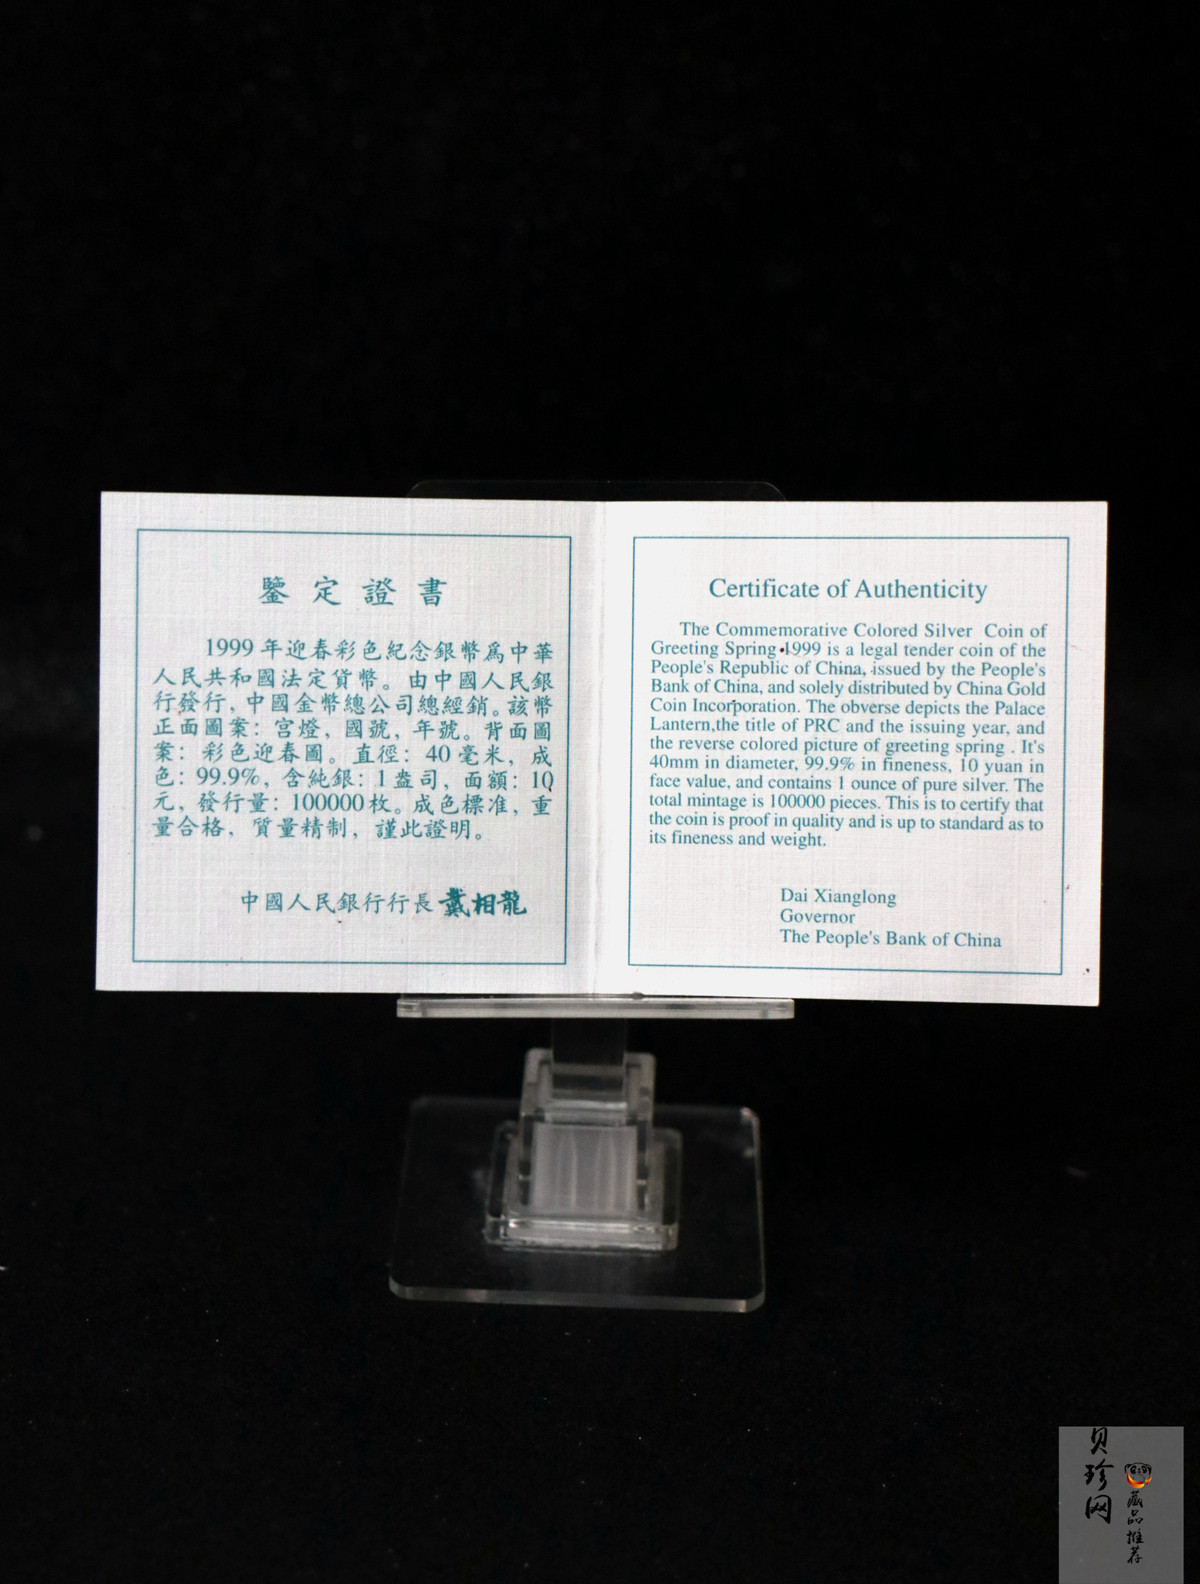 鑒定證書
1999年迎春彩色紀念銀幣爲中華
人民共和國法定貨幣。由中國人民銀
行發行，中國金幣總公司總經銷。該幣
正面圖案：宮燈，國號，年號。背面圖
案：彩色迎春圖。直徑：40毫米，成
色：99.9%，含純銀：1盎司，面額：10
元，發行量：100000枚。成色標准，重
量合格，質量精制，謹此證明。
中國人民銀行行長 戴相龍
Certificate of Authenticity
The Commemorative Colored Silver Coin of
Greeting Spring ·1999 is a legal tender coin of the
People's Republic of China, issued by the People's
Bank of China, and solely distributed by China Gold
Coin Incorporation. The obverse depicts the Palace
Lantern,the title of PRC and the issuing year, and
the reverse colored picture of greeting spring . It's
40mm in diameter, 99.9% in fineness, 10 yuan in
face value, and contains 1 ounce of pure silver. The
total mintage is 100000 pieces. This is to certify that
the coin is proof in quality and is up to standard as to
its fineness and weight.
Dai Xianglong
Governor
The People's Bank of China
贝珍网
藏品推荐